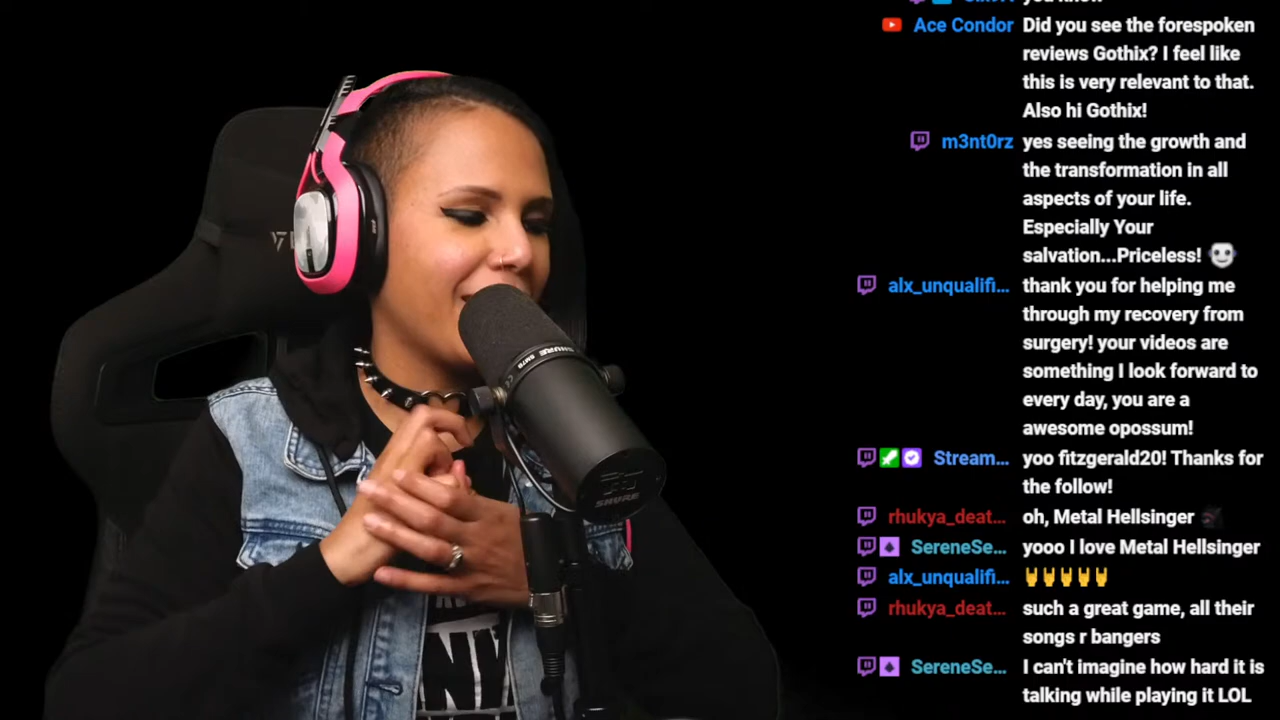 Ace Condor Did you see the forespoken
reviews Gothix? I feel like
this is very relevant to that.
Also hi Gothix!
m3nt0rz yes seeing the growth and
the transformation in all
aspects of your life.
Especially Your
salvation...Priceless!
alx_unqualifi... thank you for helping me
through my recovery from
surgery! your videos are
something I look forward to
every day, you are a
awesome opossum!
Stream... yoo fitzgerald20! Thanks for
the follow!
rhukya_deat... oh, Metal Hellsinger
SereneSe... yooo I love Metal Hellsinger
alx_unqualifi...
rhukya_deat... such a great game, all their
songs r bangers
SereneSe... I can't imagine how hard it is
talking while playing it LOL
SHURE SM7B
SHURE